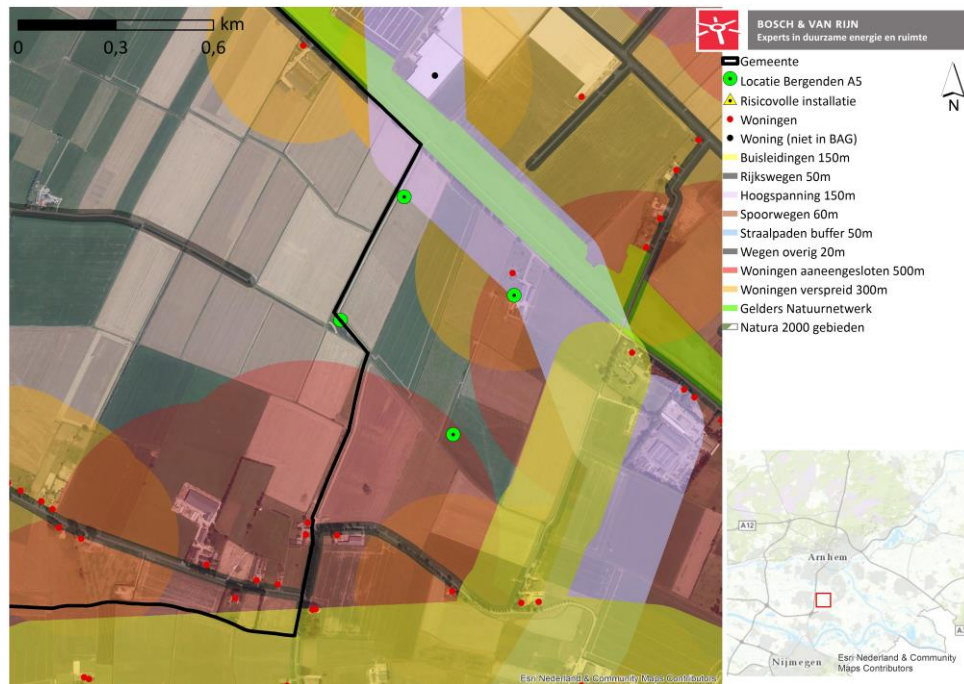 km
0 0,3 0,6
BOSCH & VAN RIJN
Experts in duurzame energie en ruimte
Gemeente
Locatie Bergenden A5
Risicovolle installatie
Woningen
Woning (niet in BAG)
Buisleidingen 150m
Rijkswegen 50m
Hoogspanning 150m
Spoorwegen 60m
Straalpaden buffer 50m
Wegen overig 20m
Woningen aaneengesloten 500m
Woningen verspreid 300m
Gelders Natuurnetwerk
Natura 2000 gebieden
N
A12
Arnhem
Nijmegen
Esri Nederland & Community
Maps Contributors
Esri Nederland & Community Maps Contributors